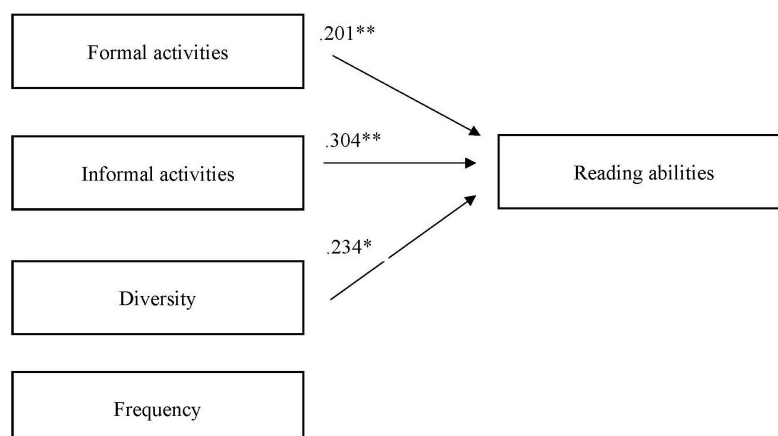 .201**
Formal activities
.304**
Informal activities
Reading abilities
.234*
Diversity
Frequency